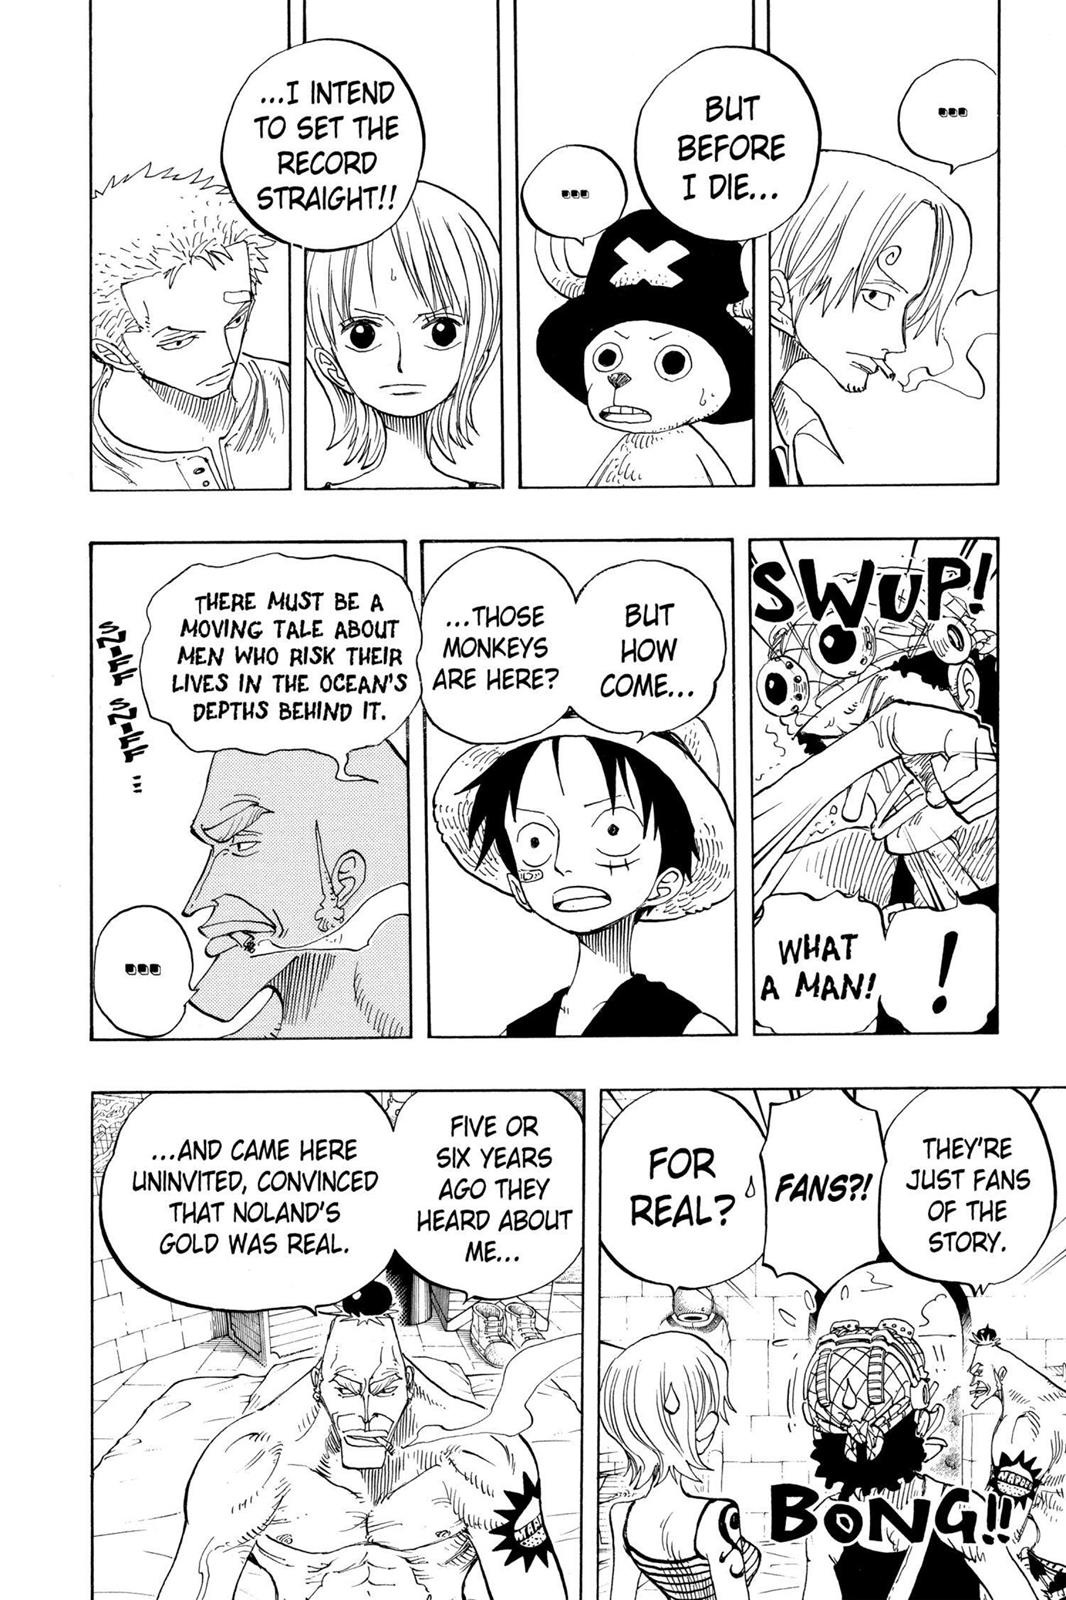 ...
BUT
BEFORE
I DIE...
...
...I INTEND
TO SET THE
RECORD
STRAIGHT!!
SWUP!
!
WHAT
A MAN!
BUT
HOW
COME...
...THOSE
MONKEYS
ARE HERE?
THERE MUST BE A
MOVING TALE ABOUT
MEN WHO RISK THEIR
LIVES IN THE OCEAN'S
DEPTHS BEHIND IT.
SNIFF SNIFF...
...
THEY'RE
JUST FANS
OF THE
STORY.
FANS?!
FOR
REAL?
BONG!!
FIVE OR
SIX YEARS
AGO THEY
HEARD ABOUT
ME...
...AND CAME HERE
UNINVITED, CONVINCED
THAT NOLAND'S
GOLD WAS REAL.